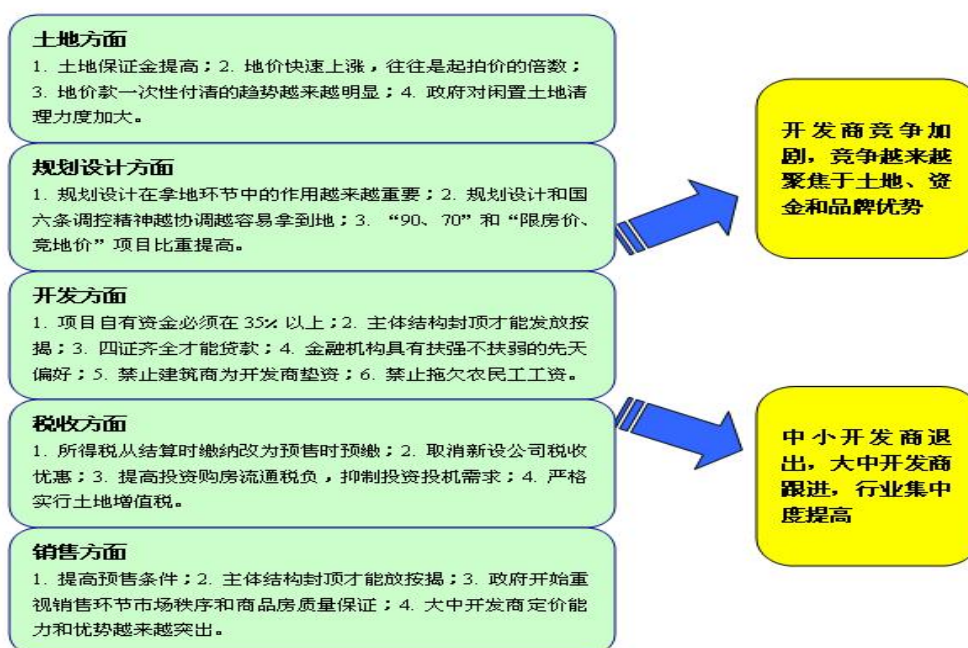 土地方面
1. 土地保证金提高；2. 地价快速上涨，往往是起拍价的倍数；
3. 地价款一次性付清的趋势越来越明显；4. 政府对闲置土地清
理力度加大。
规划设计方面
1. 规划设计在拿地环节中的作用越来越重要；2. 规划设计和国
六条调控精神越协调越容易拿到地；3. “90、70”和“限房价、
竞地价”项目比重提高。
开发方面
1. 项目自有资金必须在 35% 以上；2. 主体结构封顶才能发放按
揭；3. 四证齐全才能贷款；4. 金融机构具有扶强不扶弱的先天
偏好；5. 禁止建筑商为开发商垫资；6. 禁止拖欠农民工工资。
税收方面
1. 所得税从结算时缴纳改为预售时预缴；2. 取消新设公司税收
优惠；3. 提高投资购房流通税负，抑制投资投机需求；4. 严格
实行土地增值税。
销售方面
1. 提高预售条件；2. 主体结构封顶才能放按揭；3. 政府开始重
视销售环节市场秩序和商品房质量保证；4. 大中开发商定价能
力和优势越来越突出。
开发商竞争加
剧，竞争越来越
聚焦于土地、资
金和品牌优势
中小开发商退
出，大中开发商
跟进，行业集中
度提高